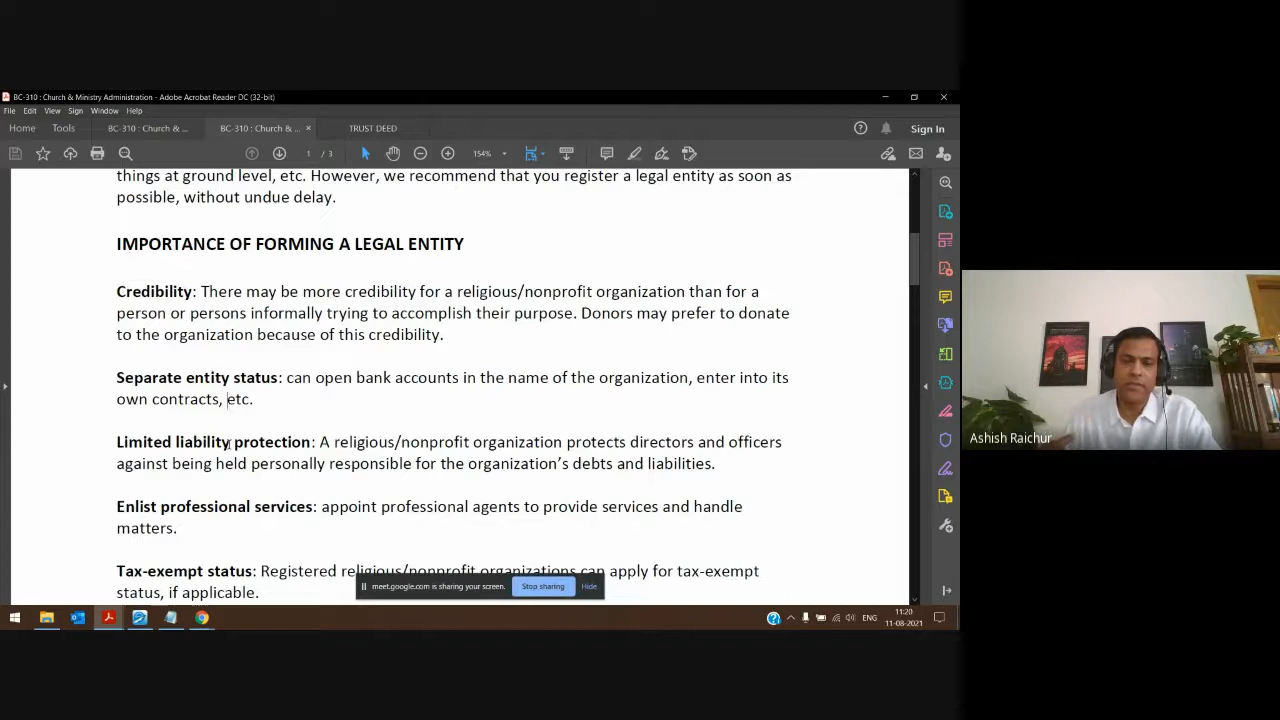 BC-310 : Church & Ministry Administration - Adobe Acrobat Reader DC (32-bit)
File Edit View Sign Window Help
Home Tools BC-310 : Church & ... BC-310 : Church & ... × TRUST DEED Sign In
1 / 3 154%
things at ground level, etc. However, we recommend that you register a legal entity as soon as
possible, without undue delay.
IMPORTANCE OF FORMING A LEGAL ENTITY
Credibility: There may be more credibility for a religious/nonprofit organization than for a
person or persons informally trying to accomplish their purpose. Donors may prefer to donate
to the organization because of this credibility.
Separate entity status: can open bank accounts in the name of the organization, enter into its
own contracts, etc.
Limited liability protection: A religious/nonprofit organization protects directors and officers
against being held personally responsible for the organization's debts and liabilities.
Enlist professional services: appoint professional agents to provide services and handle
matters.
Tax-exempt status: Registered religious/nonprofit organizations can apply for tax-exempt
status, if applicable.
meet.google.com is sharing your screen. Stop sharing Hide
ENG 11:20
11-08-2021
Ashish Raichur